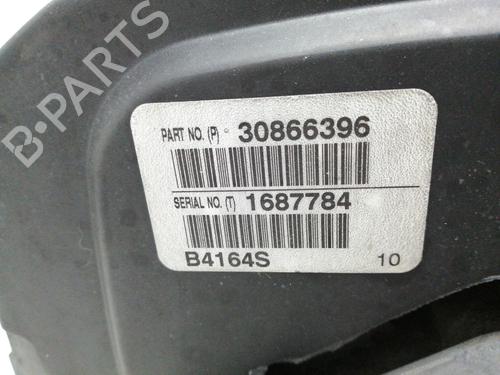 B-PARTS
PART NO. (P) 30866396
SERIAL NO. (T) 1687784
B4164S 10